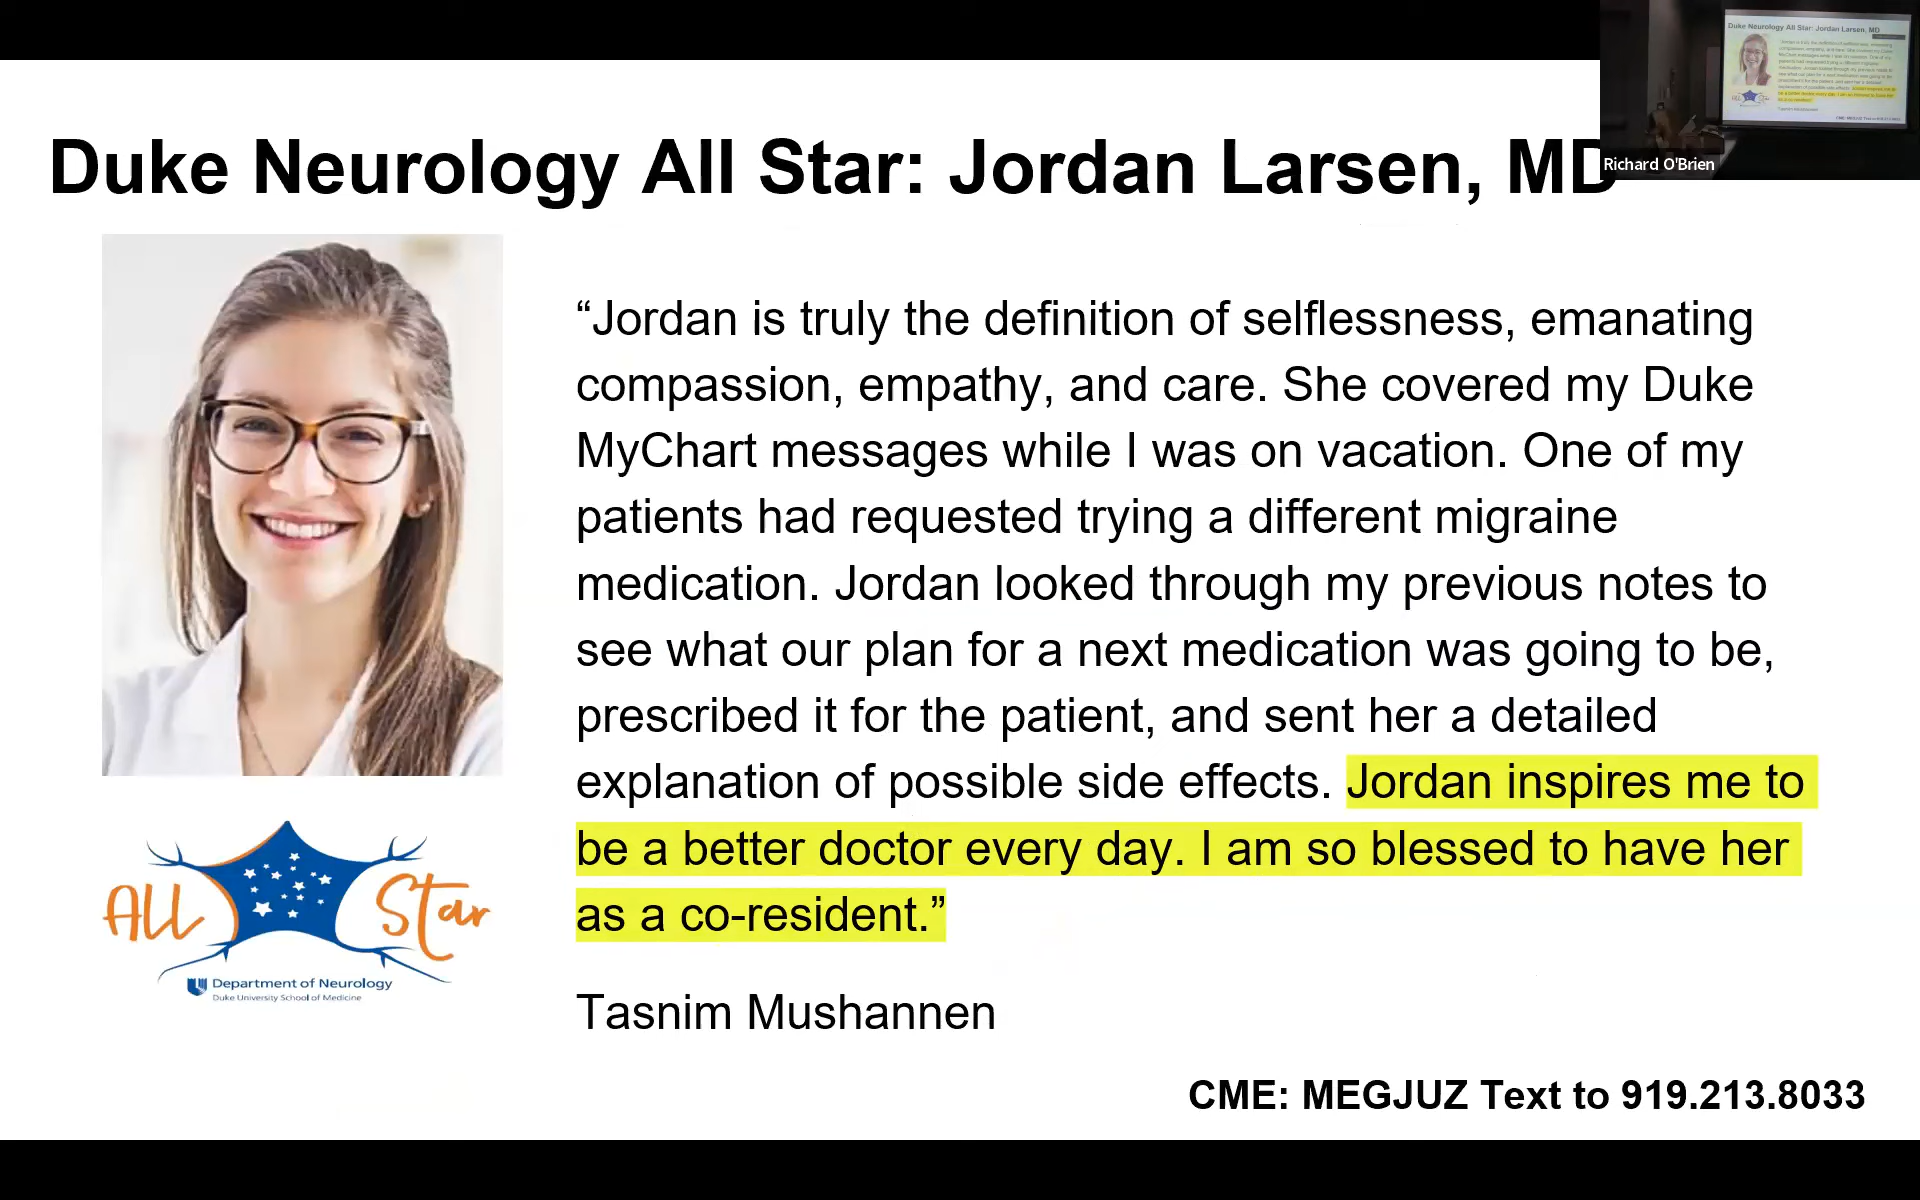 Duke Neurology All Star: Jordan Larsen, MD
Richard O'Brien
“Jordan is truly the definition of selflessness, emanating
compassion, empathy, and care. She covered my Duke
MyChart messages while I was on vacation. One of my
patients had requested trying a different migraine
medication. Jordan looked through my previous notes to
see what our plan for a next medication was going to be,
prescribed it for the patient, and sent her a detailed
explanation of possible side effects. Jordan inspires me to
be a better doctor every day. I am so blessed to have her
as a co-resident.”
Tasnim Mushannen
ALL Star
Department of Neurology
Duke University School of Medicine
CME: MEGJUZ Text to 919.213.8033